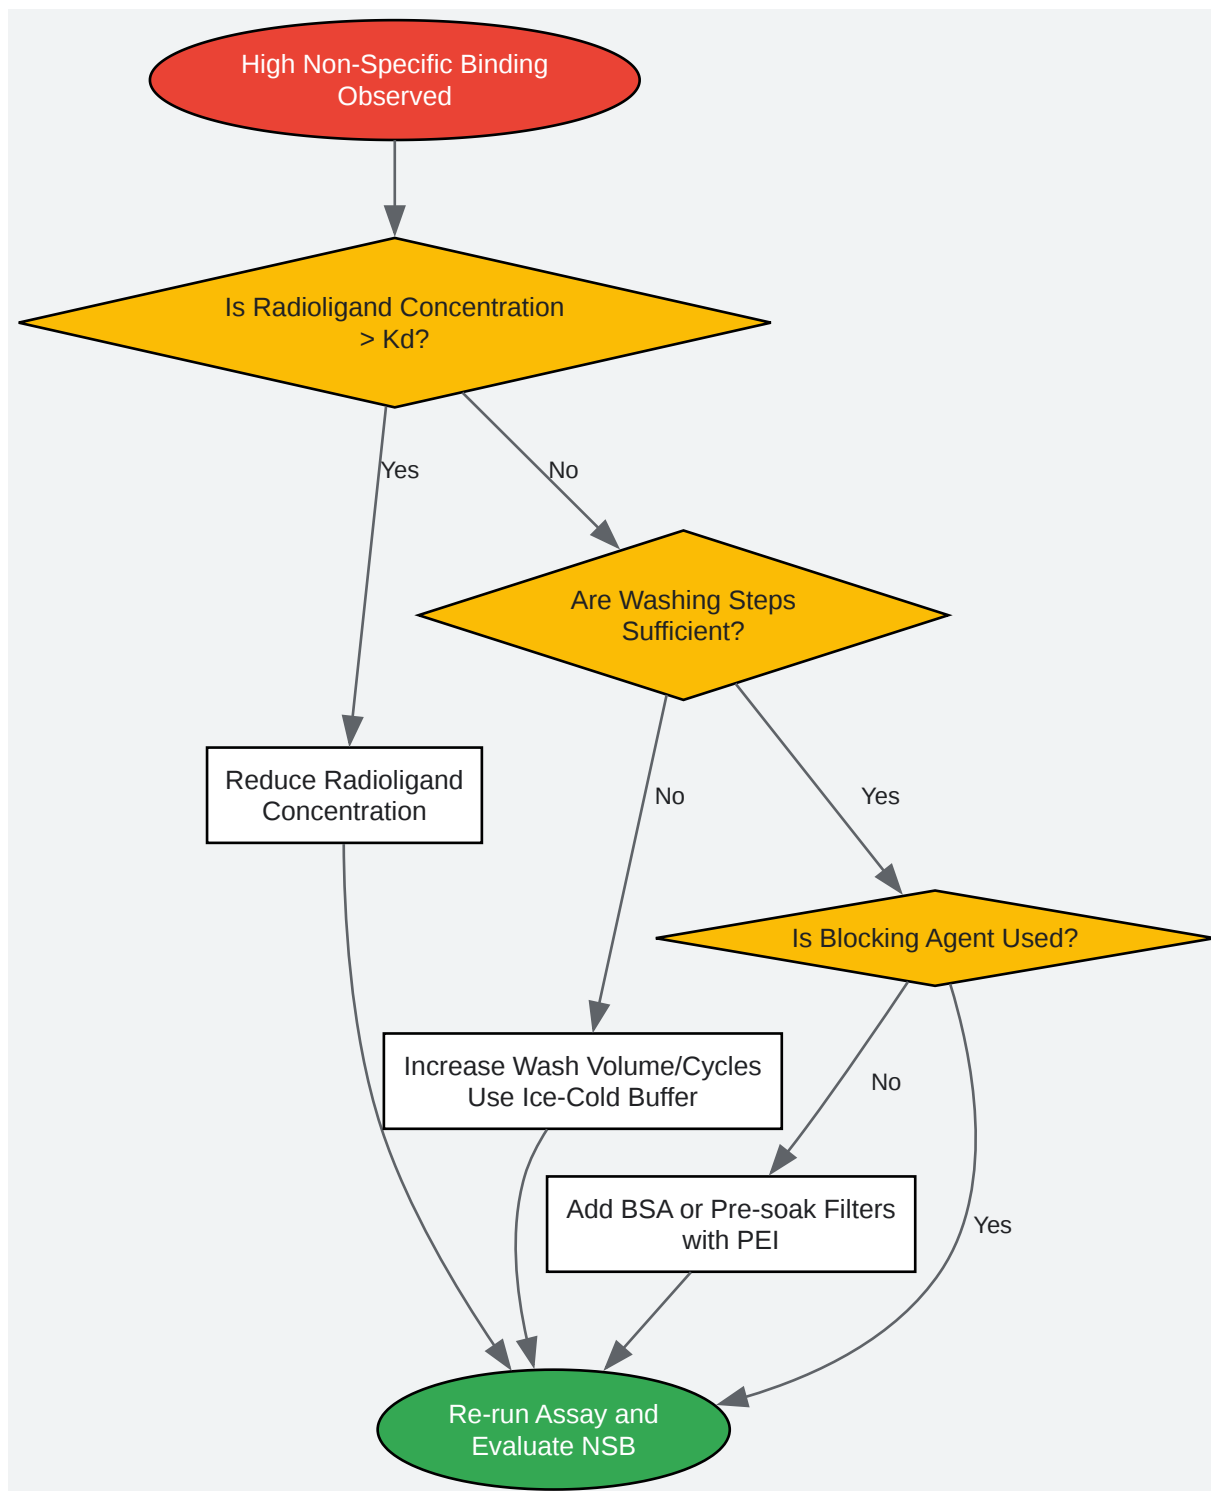 High Non-Specific Binding
Observed
Is Radioligand Concentration
> Kd?
Yes
No
Are Washing Steps
Sufficient?
Reduce Radioligand
Concentration
No
Yes
Is Blocking Agent Used?
Increase Wash Volume/Cycles
Use Ice-Cold Buffer
No
Add BSA or Pre-soak Filters
with PEI
Yes
Re-run Assay and
Evaluate NSB